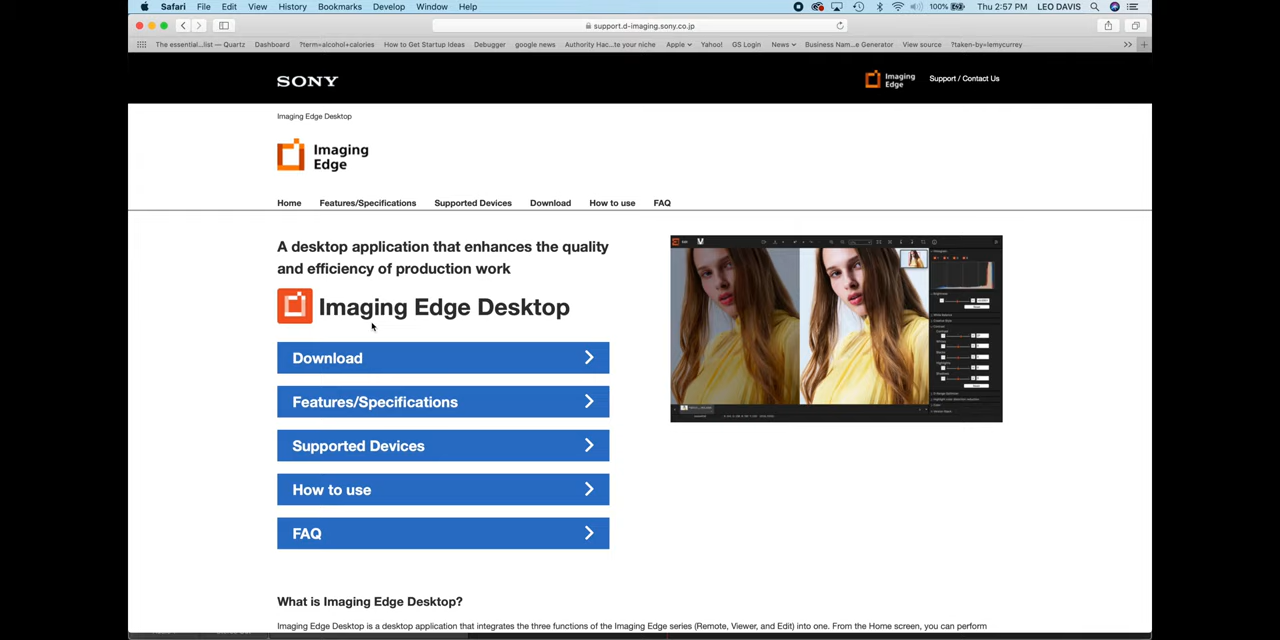 Safari File Edit View History Bookmarks Develop Window Help 100% Thu 2:57 PM LEO DAVIS
support.d-imaging.sony.co.jp
The essential...list — Quartz Dashboard ?term=alcohol+calories How to Get Startup Ideas Debugger google news Authority Hac...te your niche Apple Yahoo! GS Login News Business Nam...e Generator View source ?taken-by=lemycurrey
SONY
Imaging Edge
Support / Contact Us
Imaging Edge Desktop
Imaging
Edge
Home Features/Specifications Supported Devices Download How to use FAQ
A desktop application that enhances the quality
and efficiency of production work
Imaging Edge Desktop
Download
Features/Specifications
Supported Devices
How to use
FAQ
What is Imaging Edge Desktop?
Imaging Edge Desktop is a desktop application that integrates the three functions of the Imaging Edge series (Remote, Viewer, and Edit) into one. From the Home screen, you can perform